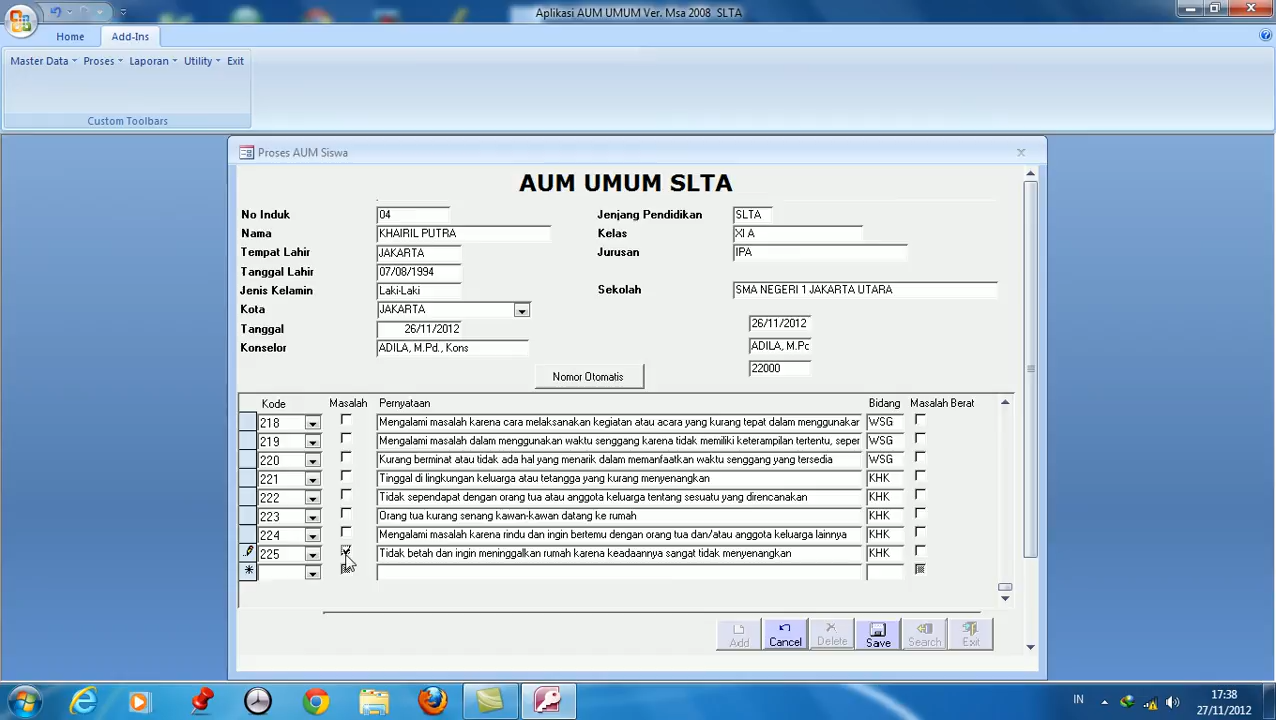 Aplikasi AUM UMUM Ver. Msa 2008 SLTA
Home Add-Ins
Master Data Proses Laporan Utility Exit
Custom Toolbars
Proses AUM Siswa
AUM UMUM SLTA
No Induk 04 Jenjang Pendidikan SLTA
Nama KHAIRIL PUTRA Kelas XI A
Tempat Lahir JAKARTA Jurusan IPA
Tanggal Lahir 07/08/1994
Jenis Kelamin Laki-Laki Sekolah SMA NEGERI 1 JAKARTA UTARA
Kota JAKARTA
Tanggal 26/11/2012 26/11/2012
Konselor ADILA, M.Pd., Kons ADILA, M.Pc
Nomor Otomatis 22000
Kode Masalah Pernyataan Bidang Masalah Berat
218 Mengalami masalah karena cara melaksanakan kegiatan atau acara yang kurang tepat dalam menggunakar WSG
219 Mengalami masalah dalam menggunakan waktu senggang karena tidak memiliki keterampilan tertentu, seper WSG
220 Kurang berminat atau tidak ada hal yang menarik dalam memanfaatkan waktu senggang yang tersedia WSG
221 Tinggal di lingkungan keluarga atau tetangga yang kurang menyenangkan KHK
222 Tidak sependapat dengan orang tua atau anggota keluarga tentang sesuatu yang direncanakan KHK
223 Orang tua kurang senang kawan-kawan datang ke rumah KHK
224 Mengalami masalah karena rindu dan ingin bertemu dengan orang tua dan/atau anggota keluarga lainnya KHK
225 Tidak betah dan ingin meninggalkan rumah karena keadaannya sangat tidak menyenangkan KHK
Add Cancel Delete Save Search Exit
IN 17:38
27/11/2012